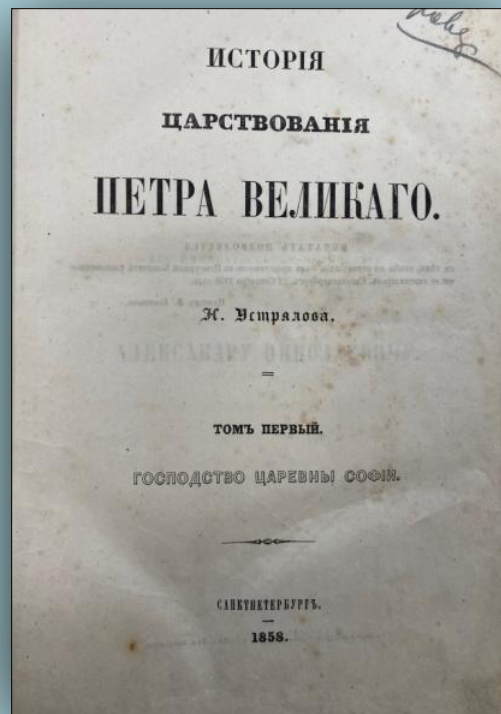 ИСТОРІЯ
ЦАРСТВОВАНІЯ
ПЕТРА ВЕЛИКАГО.
Н. Устрялова.
ТОМЪ ПЕРВЫЙ.
ГОСПОДСТВО ЦАРЕВНЫ СОФІИ.
САНКТПЕТЕРБУРГЪ.
1858.